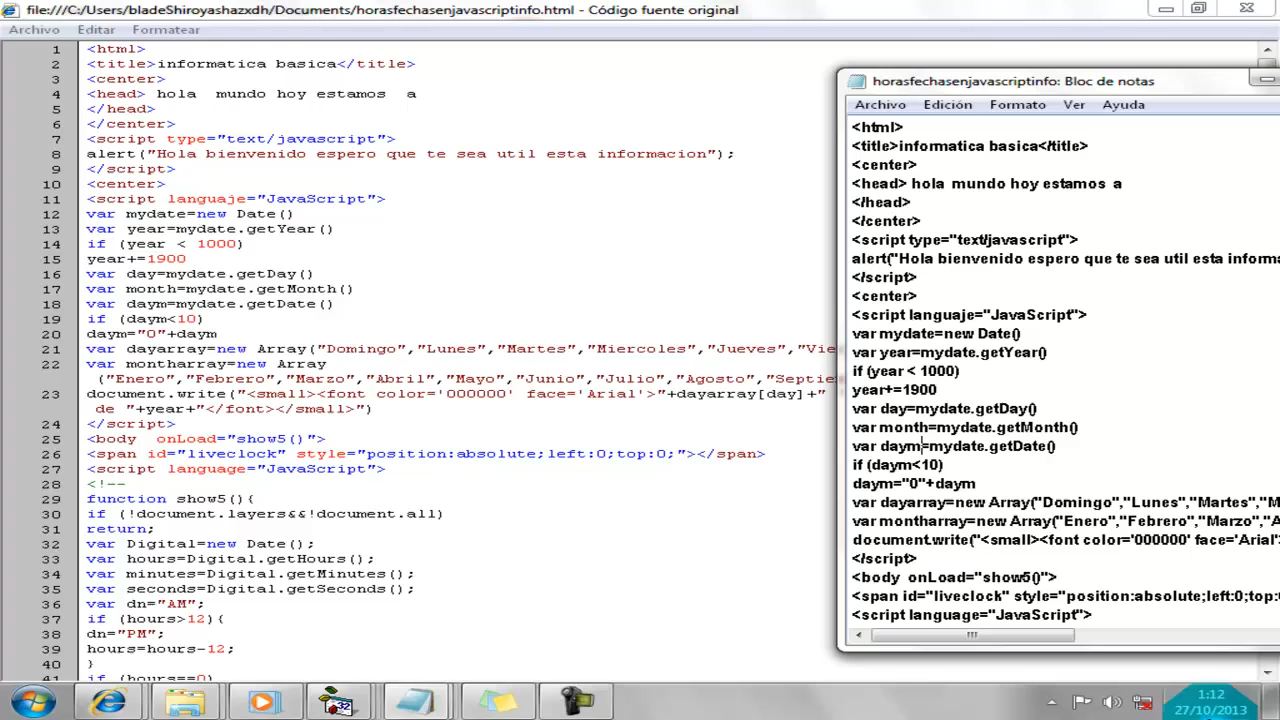 file:///C:/Users/bladeShiroyashazxdh/Documents/horasfechasenjavascriptinfo.html - Código fuente original
Archivo Editar Formatear
1 <html>
2 <title>informatica basica</title>
3 <center>
4 <head> hola mundo hoy estamos a
5 </head>
6 </center>
7 <script type="text/javascript">
8 alert("Hola bienvenido espero que te sea util esta informacion");
9 </script>
10 <center>
11 <script languaje="JavaScript">
12 var mydate=new Date()
13 var year=mydate.getYear()
14 if (year < 1000)
15 year+=1900
16 var day=mydate.getDay()
17 var month=mydate.getMonth()
18 var daym=mydate.getDate()
19 if (daym<10)
20 daym="0"+daym
21 var dayarray=new Array("Domingo","Lunes","Martes","Miercoles","Jueves","Vie
22 var montharray=new Array
("Enero","Febrero","Marzo","Abril","Mayo","Junio","Julio","Agosto","Septie
23 document.write("<small><font color='000000' face='Arial'>"+dayarray[day]+"
de "+year+"</font></small>")
24 </script>
25 <body onLoad="show5()">
26 <span id="liveclock" style="position:absolute;left:0;top:0;"></span>
27 <script language="JavaScript">
28 <!--
29 function show5(){
30 if (!document.layers&&!document.all)
31 return;
32 var Digital=new Date();
33 var hours=Digital.getHours();
34 var minutes=Digital.getMinutes();
35 var seconds=Digital.getSeconds();
36 var dn="AM";
37 if (hours>12){
38 dn="PM";
39 hours=hours-12;
40 }
41 if (hours==0)
horasfechasenjavascriptinfo: Bloc de notas
Archivo Edición Formato Ver Ayuda
<html>
<title>informatica basica</title>
<center>
<head> hola mundo hoy estamos a
</head>
</center>
<script type="text/javascript">
alert("Hola bienvenido espero que te sea util esta informa
</script>
<center>
<script languaje="JavaScript">
var mydate=new Date()
var year=mydate.getYear()
if (year < 1000)
year+=1900
var day=mydate.getDay()
var month=mydate.getMonth()
var daym=mydate.getDate()
if (daym<10)
daym="0"+daym
var dayarray=new Array("Domingo","Lunes","Martes","M
var montharray=new Array("Enero","Febrero","Marzo","A
document.write("<small><font color='000000' face='Arial'>
</script>
<body onLoad="show5()">
<span id="liveclock" style="position:absolute;left:0;top:0
<script language="JavaScript">
32
1:12
27/10/2013